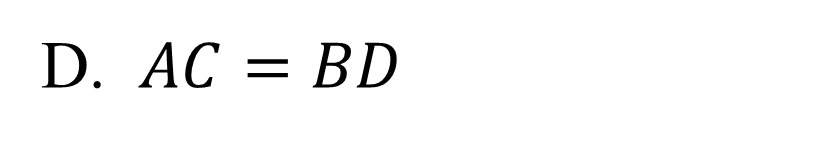 D. AC = BD